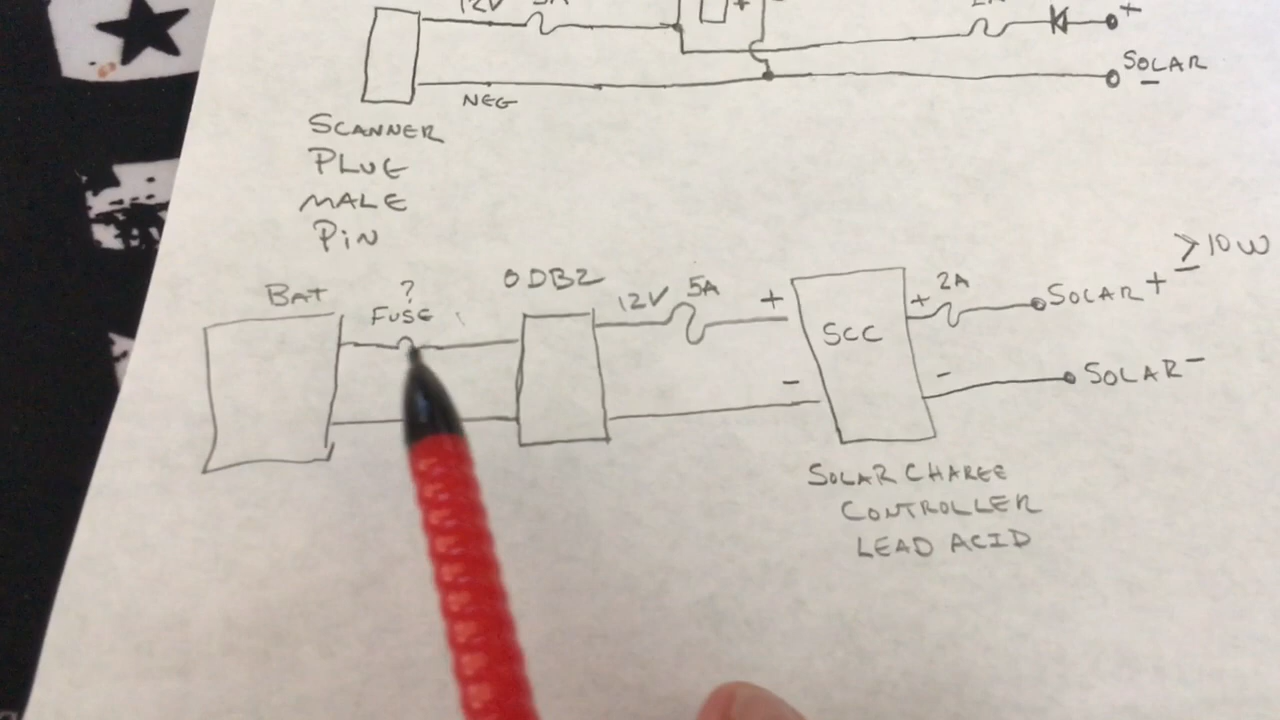 12V 5A
+
+
NEG
SOLAR
−
SCANNER
PLUG
MALE
PIN
≥10W
BAT
?
FUSE
ODB2
12V 5A
+
−
SCC
+ 2A
−
SOLAR+
SOLAR−
SOLAR CHARGE
CONTROLLER
LEAD ACID